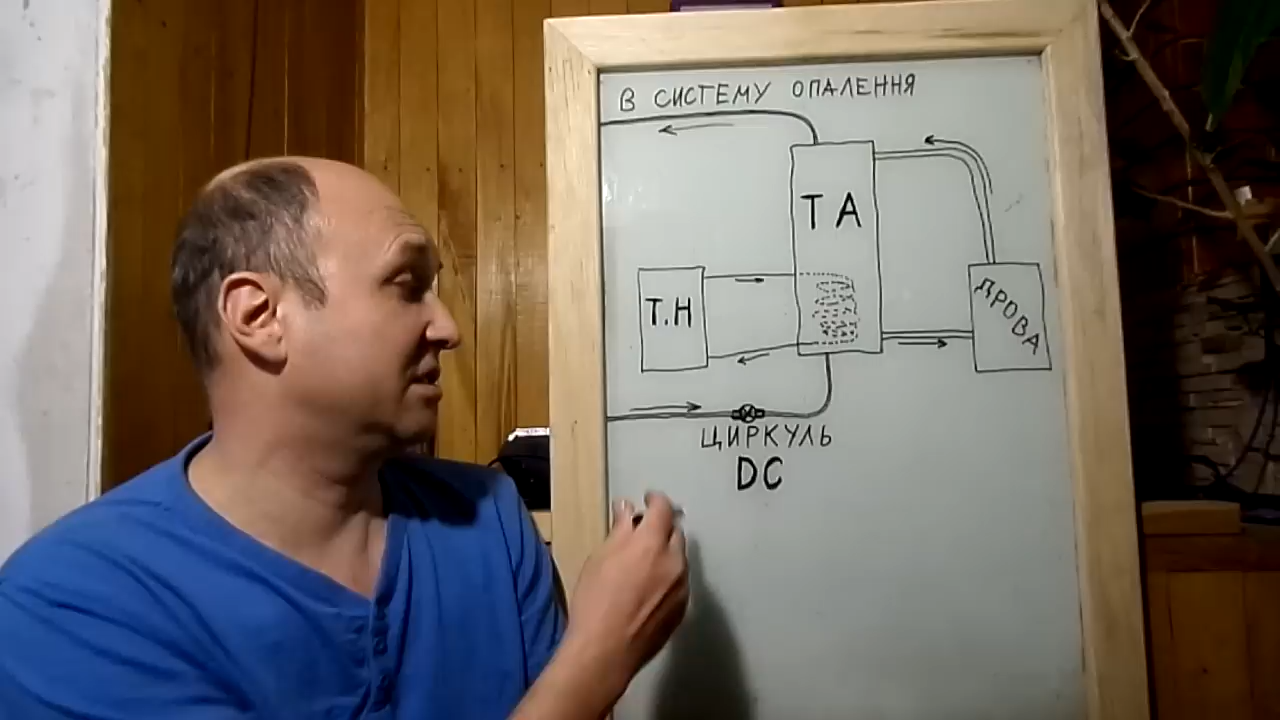 В СИСТЕМУ ОПАЛЕННЯ
ТА
Т.Н
ДРОВА
ЦИРКУЛЬ
DC